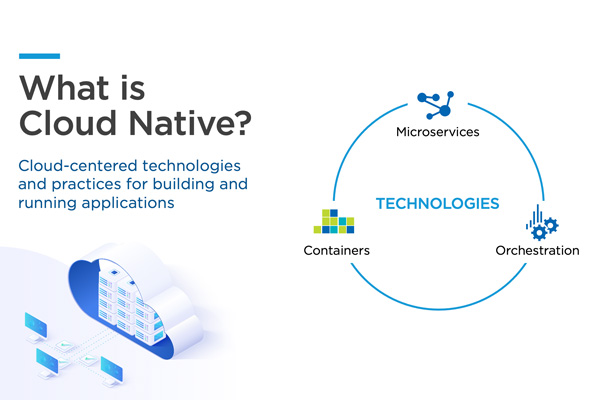 What is
Cloud Native?
Cloud-centered technologies
and practices for building and
running applications
Microservices
TECHNOLOGIES
Containers
Orchestration